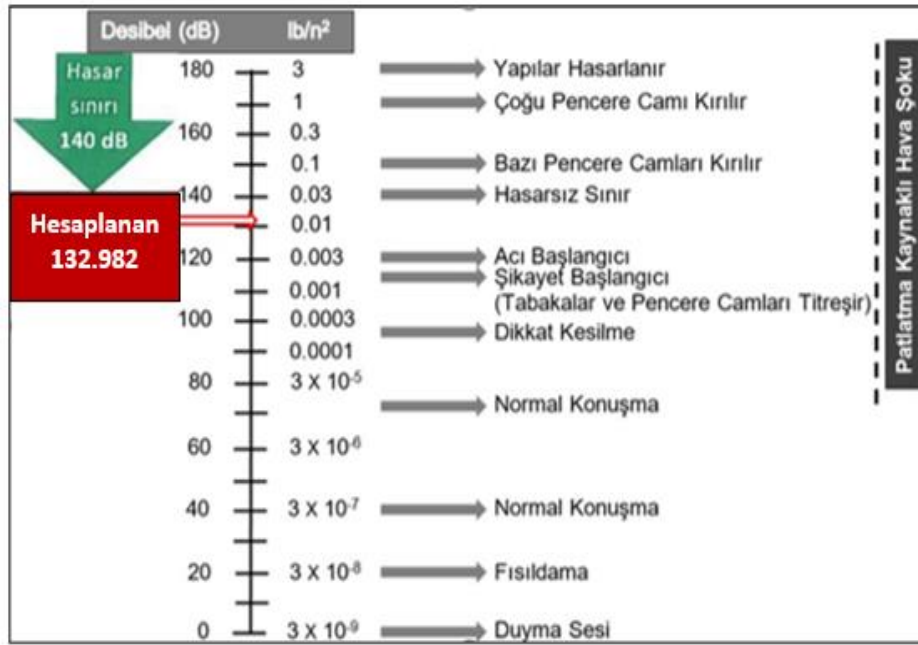 Desibel (dB) lb/n²
Hasar
sınırı
140 dB
180 3 Yapılar Hasarlanır
1 Çoğu Pencere Camı Kırılır
160 0.3
0.1 Bazı Pencere Camları Kırılır
140 0.03 Hasarsız Sınır
Hesaplanan
132.982
0.01
120 0.003 Acı Başlangıcı
Şikayet Başlangıcı
0.001 (Tabakalar ve Pencere Camları Titreşir)
100 0.0003
Dikkat Kesilme
0.0001
80 3 X 10⁻⁵
Normal Konuşma
60 3 X 10⁻⁶
40 3 X 10⁻⁷ Normal Konuşma
20 3 X 10⁻⁸ Fısıldama
0 3 X 10⁻⁹ Duyma Sesi
Patlatma Kaynaklı Hava Şoku